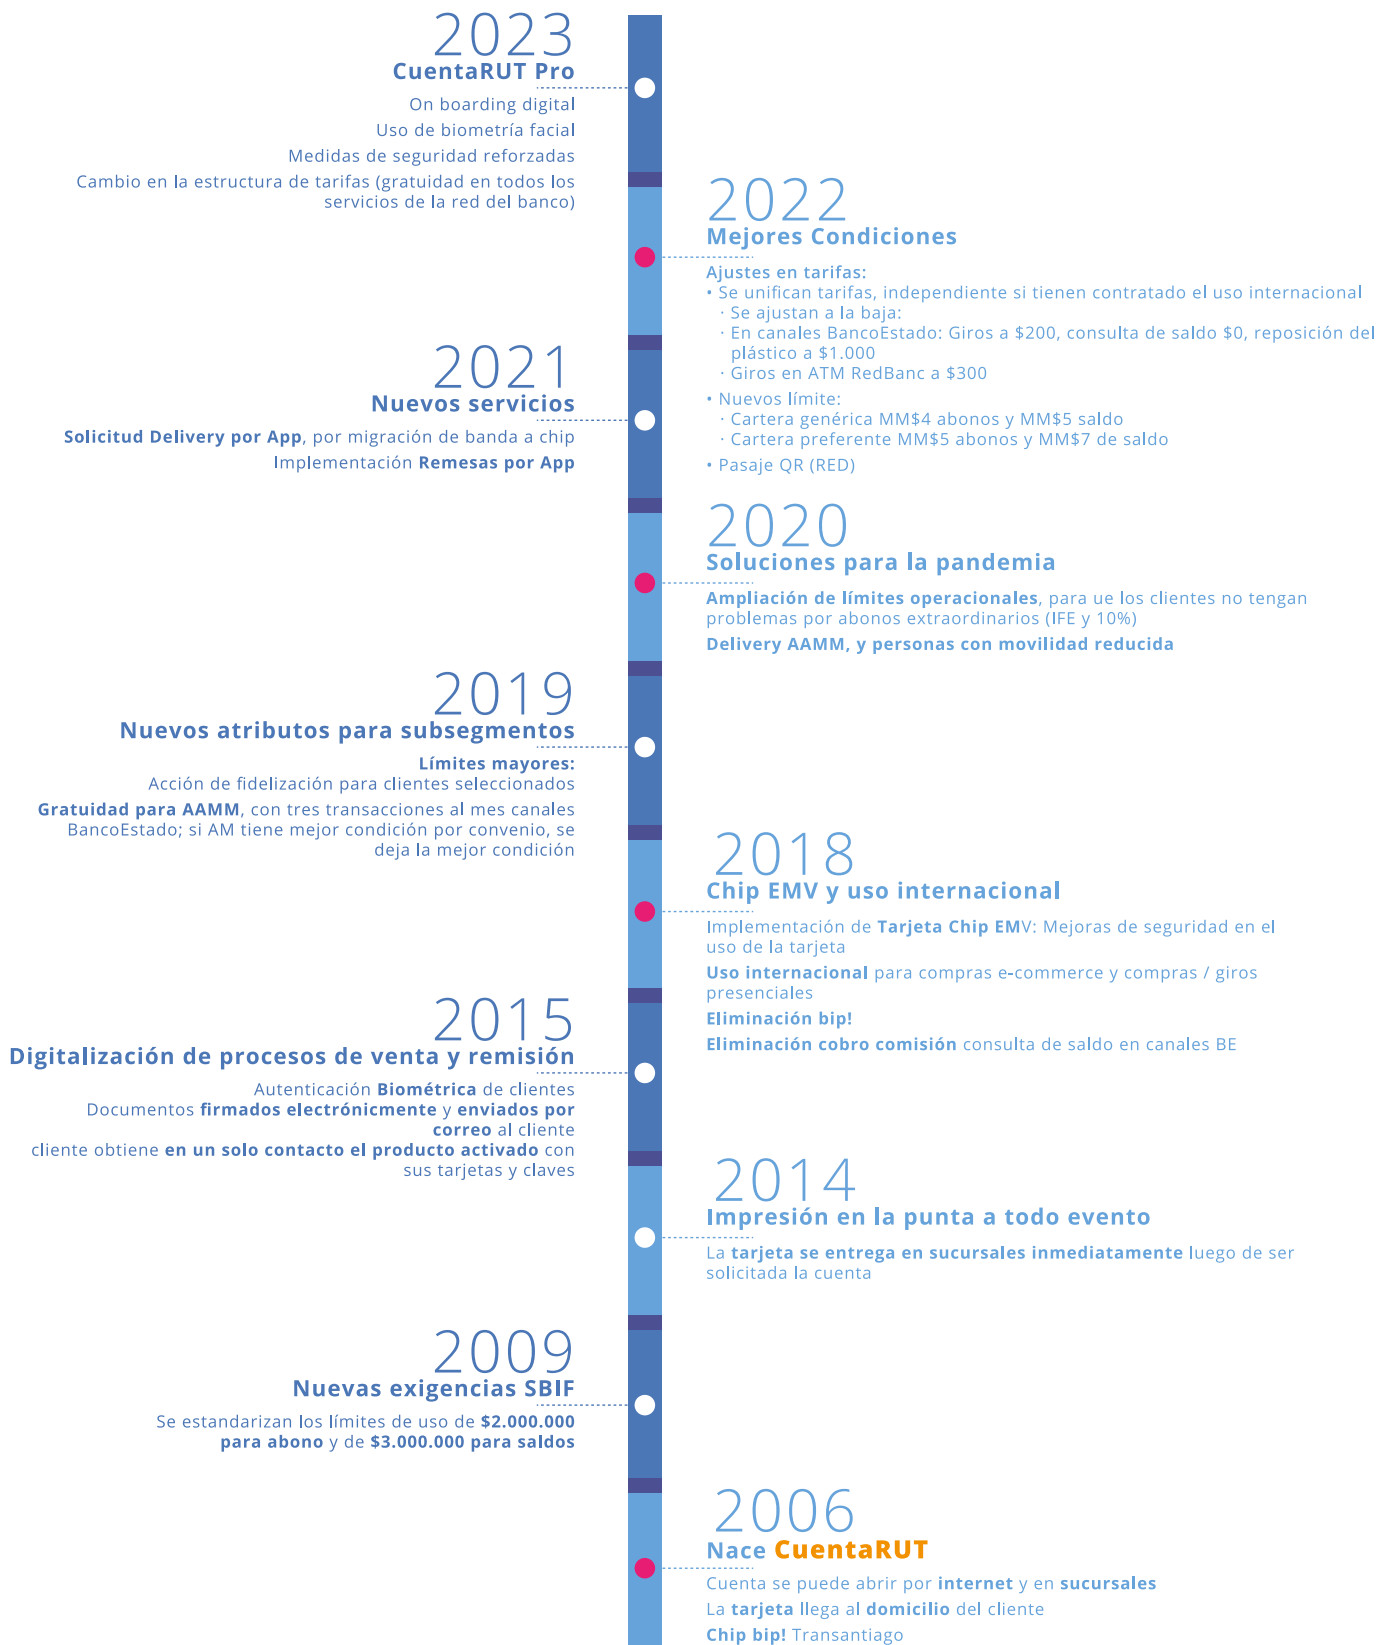 2023
CuentaRUT Pro
On boarding digital
Uso de biometría facial
Medidas de seguridad reforzadas
Cambio en la estructura de tarifas (gratuidad en todos los
servicios de la red del banco)
2022
Mejores Condiciones
Ajustes en tarifas:
• Se unifican tarifas, independiente si tienen contratado el uso internacional
· Se ajustan a la baja:
· En canales BancoEstado: Giros a $200, consulta de saldo $0, reposición del
plástico a $1.000
· Giros en ATM RedBanc a $300
• Nuevos límite:
· Cartera genérica MM$4 abonos y MM$5 saldo
· Cartera preferente MM$5 abonos y MM$7 de saldo
• Pasaje QR (RED)
2021
Nuevos servicios
Solicitud Delivery por App, por migración de banda a chip
Implementación Remesas por App
2020
Soluciones para la pandemia
Ampliación de límites operacionales, para ue los clientes no tengan
problemas por abonos extraordinarios (IFE y 10%)
Delivery AAMM, y personas con movilidad reducida
2019
Nuevos atributos para subsegmentos
Límites mayores:
Acción de fidelización para clientes seleccionados
Gratuidad para AAMM, con tres transacciones al mes canales
BancoEstado; si AM tiene mejor condición por convenio, se
deja la mejor condición
2018
Chip EMV y uso internacional
Implementación de Tarjeta Chip EMV: Mejoras de seguridad en el
uso de la tarjeta
Uso internacional para compras e-commerce y compras / giros
presenciales
Eliminación bip!
Eliminación cobro comisión consulta de saldo en canales BE
2015
Digitalización de procesos de venta y remisión
Autenticación Biométrica de clientes
Documentos firmados electrónicmente y enviados por
correo al cliente
cliente obtiene en un solo contacto el producto activado con
sus tarjetas y claves
2014
Impresión en la punta a todo evento
La tarjeta se entrega en sucursales inmediatamente luego de ser
solicitada la cuenta
2009
Nuevas exigencias SBIF
Se estandarizan los límites de uso de $2.000.000
para abono y de $3.000.000 para saldos
2006
Nace CuentaRUT
Cuenta se puede abrir por internet y en sucursales
La tarjeta llega al domicilio del cliente
Chip bip! Transantiago